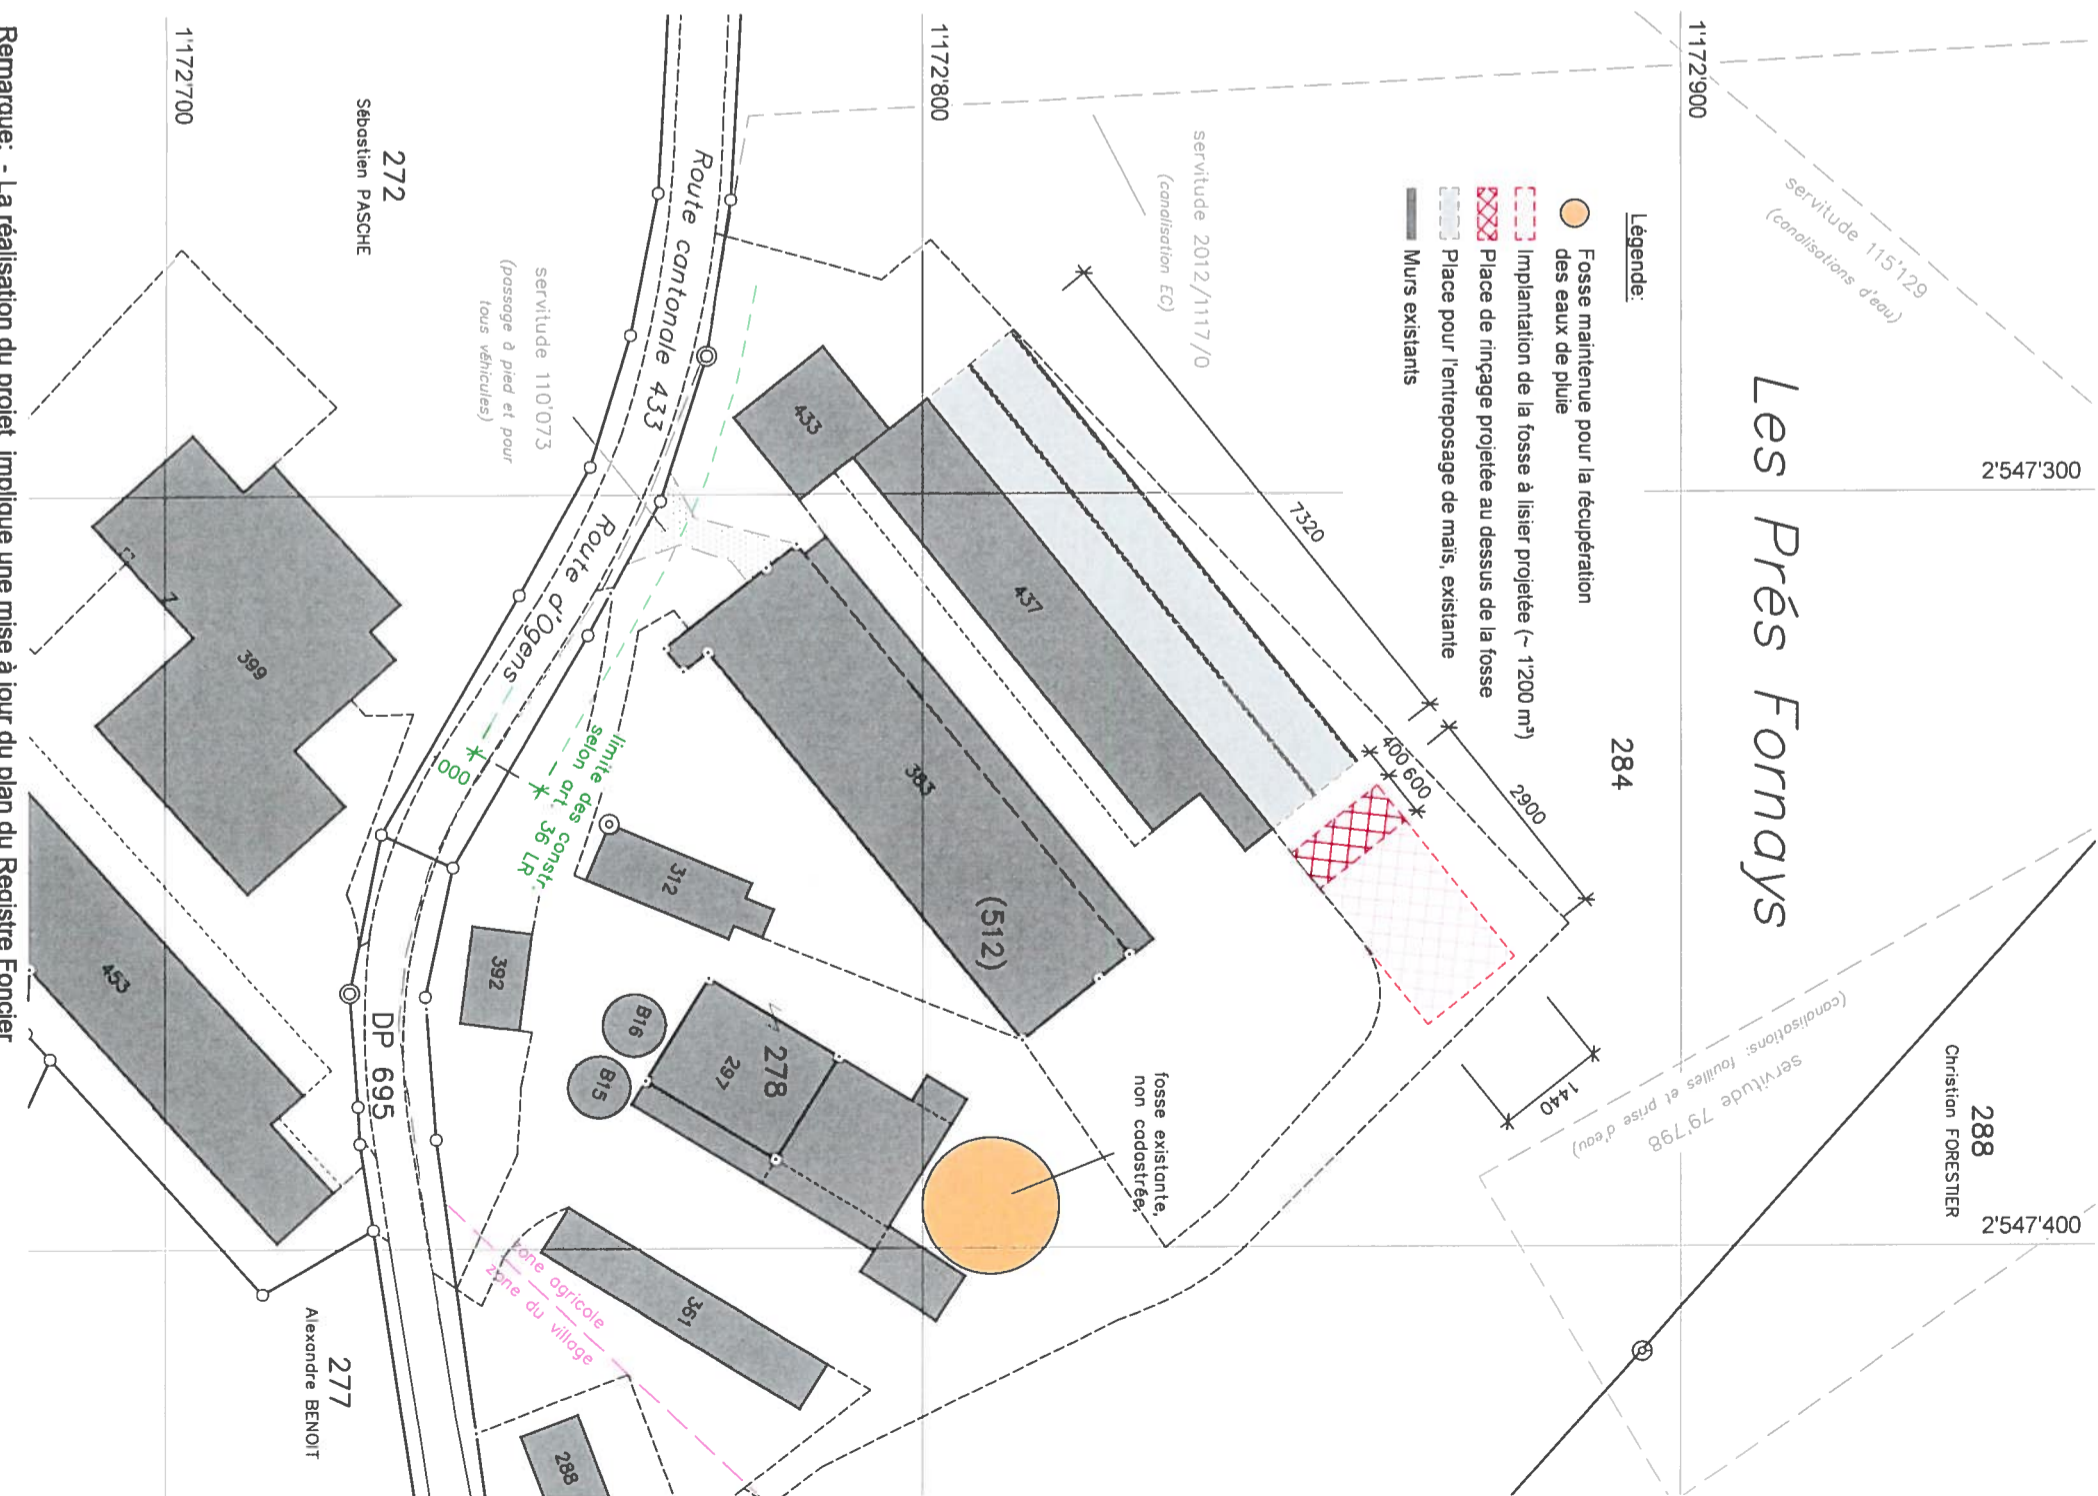 Les Prés Fornays
2'547'300
2'547'400
1'172'900
1'172'800
1'172'700
servitude 115'129
(canalisations d'eau)
Légende:
Fosse maintenue pour la récupération
des eaux de pluie
Implantation de la fosse à lisier projetée (~ 1'200 m³)
Place de rinçage projetée au dessus de la fosse
Place pour l'entreposage de maïs, existante
Murs existants
284
288
Christian FORESTIER
servitude 79'798
(canalisations: fouilles et prise d'eau)
servitude 2012/117/0
(canalisation EC)
7320
400
600
2900
1440
433
437
383
(512)
fosse existante,
non cadastrée
Route cantonale 433
Route d'Ogens
servitude 110'073
(passage à pied et pour
tous véhicules)
272
Sébastien PASCHE
limite des constr.
selon art. 36 LR
000
312
392
B16
B15
278
297
361
288
399
453
DP 695
zone agricole
zone du village
277
Alexandre BENOIT
Remarque: - La réalisation du projet implique une mise à jour du plan du Registre Foncier